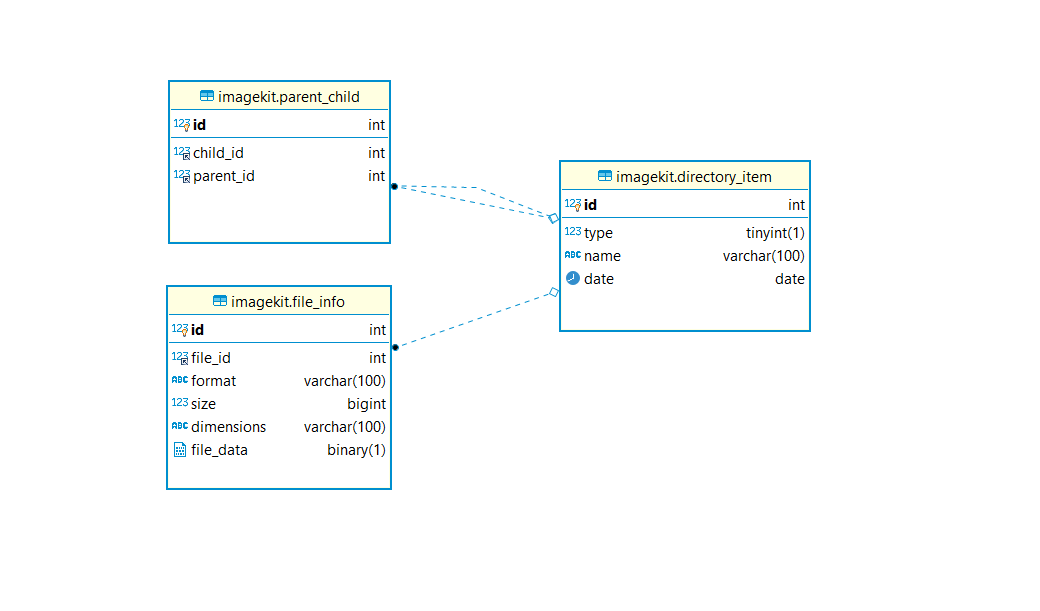 imagekit.parent_child
123 id int
123 child_id int
123 parent_id int
imagekit.directory_item
123 id int
123 type tinyint(1)
ABC name varchar(100)
date date
imagekit.file_info
123 id int
123 file_id int
ABC format varchar(100)
123 size bigint
ABC dimensions varchar(100)
file_data binary(1)